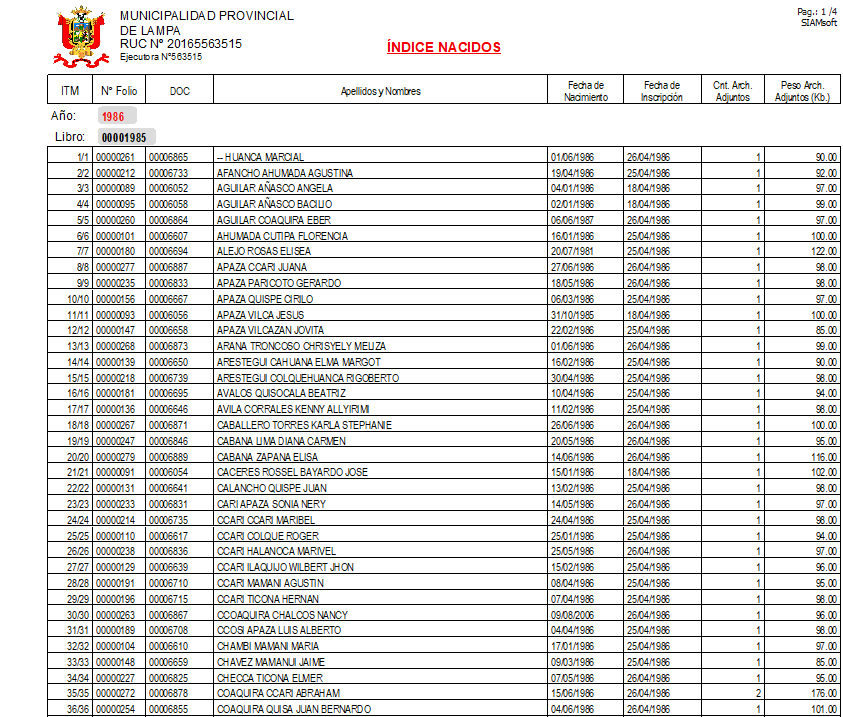 MUNICIPALIDAD PROVINCIAL
DE LAMPA
RUC Nº 20165563515
Ejecutora Nº563515
Pag.: 1 /4
SIAMsoft
ÍNDICE NACIDOS
ITM Nº Folio DOC Apellidos y Nombres Fecha de Nacimiento Fecha de Inscripción Cnt. Arch. Adjuntos Peso Arch. Adjuntos (Kb.)
Año: 1986
Libro: 00001985
1/1 00000261 00006865 -- HUANCA MARCIAL 01/06/1986 26/04/1986 1 90.00
2/2 00000212 00006733 AFANCHO AHUMADA AGUSTINA 19/04/1986 25/04/1986 1 92.00
3/3 00000089 00006052 AGUILAR AÑASCO ANGELA 04/01/1986 18/04/1986 1 97.00
4/4 00000095 00006058 AGUILAR AÑASCO BACILIO 02/01/1986 18/04/1986 1 99.00
5/5 00000260 00006864 AGUILAR COAQUIRA EBER 06/06/1987 26/04/1986 1 97.00
6/6 00000101 00006607 AHUMADA CUTIPA FLORENCIA 16/01/1986 25/04/1986 1 100.00
7/7 00000180 00006694 ALEJO ROSAS ELISEA 20/07/1981 25/04/1986 1 122.00
8/8 00000277 00006887 APAZA CCARI JUANA 27/06/1986 26/04/1986 1 98.00
9/9 00000235 00006833 APAZA PARICOTO GERARDO 18/05/1986 26/04/1986 1 98.00
10/10 00000156 00006667 APAZA QUISPE CIRILO 06/03/1986 25/04/1986 1 97.00
11/11 00000093 00006056 APAZA VILCA JESUS 31/10/1985 18/04/1986 1 100.00
12/12 00000147 00006658 APAZA VILCAZAN JOVITA 22/02/1986 25/04/1986 1 85.00
13/13 00000268 00006873 ARANA TRONCOSO CHRISYELY MELIZA 01/06/1986 26/04/1986 1 99.00
14/14 00000139 00006650 ARESTEGUI CAHUANA ELMA MARGOT 16/02/1986 25/04/1986 1 90.00
15/15 00000218 00006739 ARESTEGUI COLQUEHUANCA RIGOBERTO 30/04/1986 25/04/1986 1 98.00
16/16 00000181 00006695 AVALOS QUISOCALA BEATRIZ 10/04/1986 25/04/1986 1 94.00
17/17 00000136 00006646 AVILA CORRALES KENNY ALLYIRIMI 11/02/1986 25/04/1986 1 98.00
18/18 00000267 00006871 CABALLERO TORRES KARLA STEPHANIE 26/06/1986 26/04/1986 1 100.00
19/19 00000247 00006846 CABANA LIMA DIANA CARMEN 20/05/1986 26/04/1986 1 95.00
20/20 00000279 00006889 CABANA ZAPANA ELISA 14/06/1986 26/04/1986 1 116.00
21/21 00000091 00006054 CACERES ROSSEL BAYARDO JOSE 15/01/1986 18/04/1986 1 102.00
22/22 00000131 00006641 CALANCHO QUISPE JUAN 13/02/1986 25/04/1986 1 98.00
23/23 00000233 00006831 CARI APAZA SONIA NERY 14/05/1986 26/04/1986 1 97.00
24/24 00000214 00006735 CCARI CCARI MARIBEL 24/04/1986 25/04/1986 1 98.00
25/25 00000110 00006617 CCARI COLQUE ROGER 25/01/1986 25/04/1986 1 94.00
26/26 00000238 00006836 CCARI HALANOCA MARIVEL 25/05/1986 26/04/1986 1 97.00
27/27 00000129 00006639 CCARI ILAQUIJO WILBERT JHON 15/02/1986 25/04/1986 1 96.00
28/28 00000191 00006710 CCARI MAMANI AGUSTIN 08/04/1986 25/04/1986 1 95.00
29/29 00000196 00006715 CCARI TICONA HERNAN 07/04/1986 25/04/1986 1 98.00
30/30 00000263 00006867 CCOAQUIRA CHALCOS NANCY 09/08/2006 26/04/1986 1 96.00
31/31 00000189 00006708 CCOSI APAZA LUIS ALBERTO 04/04/1986 25/04/1986 1 98.00
32/32 00000104 00006610 CHAMBI MAMANI MARIA 17/01/1986 25/04/1986 1 97.00
33/33 00000148 00006659 CHAVEZ MAMANUI JAIME 09/03/1986 25/04/1986 1 85.00
34/34 00000227 00006825 CHECCA TICONA ELMER 07/05/1986 26/04/1986 1 95.00
35/35 00000272 00006878 COAQUIRA CCARI ABRAHAM 15/06/1986 26/04/1986 2 176.00
36/36 00000254 00006855 COAQUIRA QUISA JUAN BERNARDO 04/06/1986 26/04/1986 1 101.00